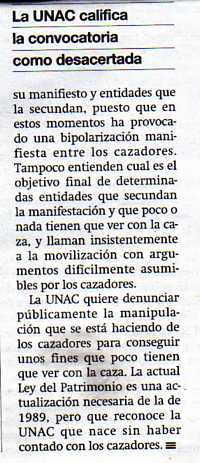 La UNAC califica
la convocatoria
como desacertada
su manifiesto y entidades que
la secundan, puesto que en
estos momentos ha provoca-
do una bipolarización mani-
fiesta entre los cazadores.
Tampoco entienden cual es el
objetivo final de determina-
das entidades que secundan
la manifestación y que poco o
nada tienen que ver con la ca-
za, y llaman insistentemente
a la movilización con argu-
mentos dificilmente asumi-
bles por los cazadores.
La UNAC quiere denunciar
públicamente la manipula-
ción que se está haciendo de
los cazadores para conseguir
unos fines que poco tienen
que ver con la caza. La actual
Ley del Patrimonio es una ac-
tualización necesaria de la de
1989, pero que reconoce la
UNAC que nace sin haber
contado con los cazadores.